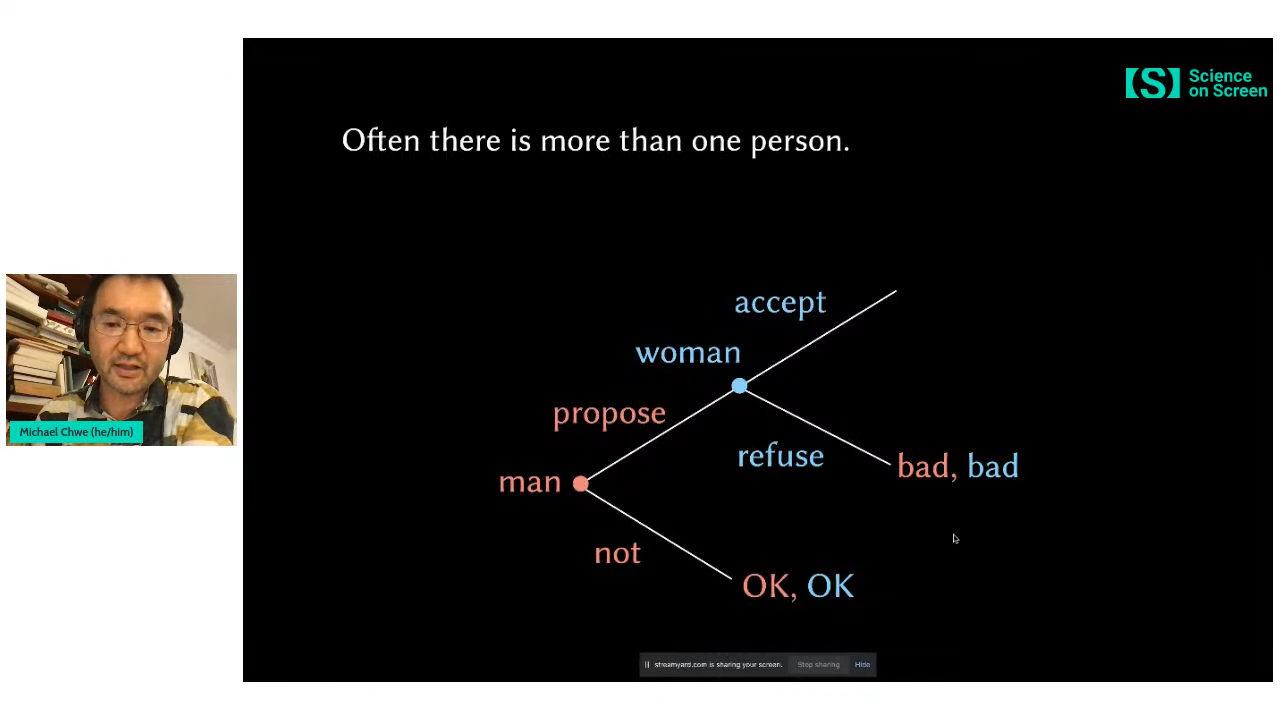 Science
on Screen
Often there is more than one person.
accept
woman
propose
refuse
bad, bad
man
not
OK, OK
Michael Chwe (he/him)
streamyard.com is sharing your screen.
Stop sharing
Hide